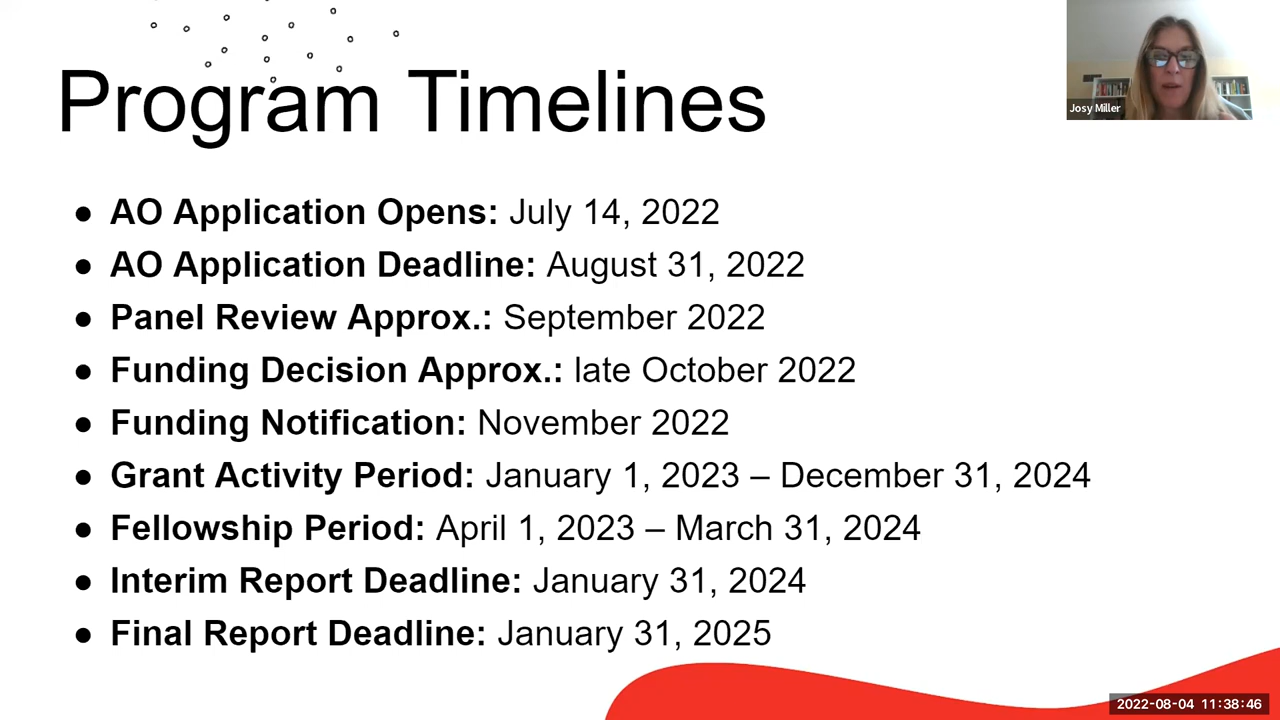 Program Timelines
Josy Miller
● AO Application Opens: July 14, 2022
● AO Application Deadline: August 31, 2022
● Panel Review Approx.: September 2022
● Funding Decision Approx.: late October 2022
● Funding Notification: November 2022
● Grant Activity Period: January 1, 2023 – December 31, 2024
● Fellowship Period: April 1, 2023 – March 31, 2024
● Interim Report Deadline: January 31, 2024
● Final Report Deadline: January 31, 2025
2022-08-04 11:38:46